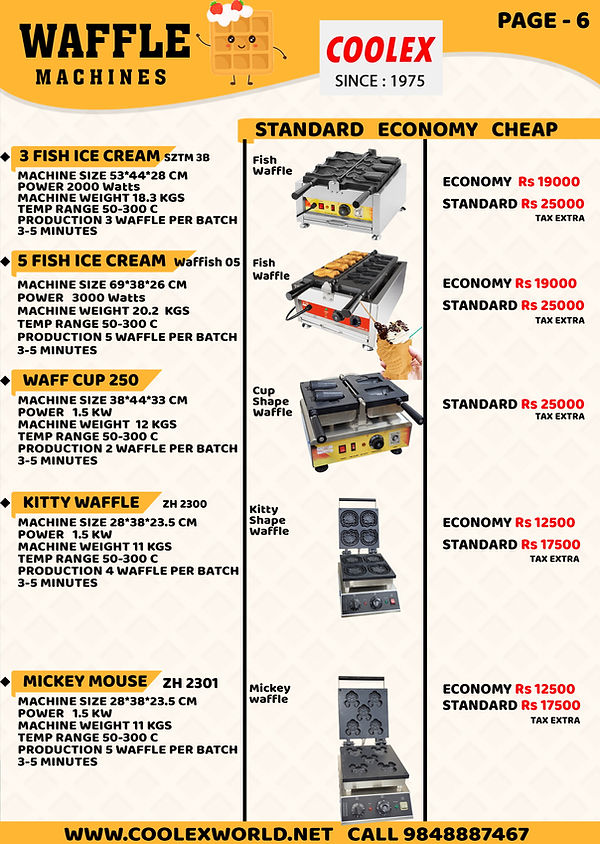 WAFFLE
MACHINES
COOLEX
SINCE : 1975
PAGE - 6
STANDARD ECONOMY CHEAP
3 FISH ICE CREAM SZTM 3B
MACHINE SIZE 53*44*28 CM
POWER 2000 Watts
MACHINE WEIGHT 18.3 KGS
TEMP RANGE 50-300 C
PRODUCTION 3 WAFFLE PER BATCH
3-5 MINUTES
Fish
Waffle
ECONOMY Rs 19000
STANDARD Rs 25000
TAX EXTRA
5 FISH ICE CREAM Waffish 05
MACHINE SIZE 69*38*26 CM
POWER 3000 Watts
MACHINE WEIGHT 20.2 KGS
TEMP RANGE 50-300 C
PRODUCTION 5 WAFFLE PER BATCH
3-5 MINUTES
Fish
Waffle
ECONOMY Rs 19000
STANDARD Rs 25000
TAX EXTRA
WAFF CUP 250
MACHINE SIZE 38*44*33 CM
POWER 1.5 KW
MACHINE WEIGHT 12 KGS
TEMP RANGE 50-300 C
PRODUCTION 2 WAFFLE PER BATCH
3-5 MINUTES
Cup
Shape
Waffle
STANDARD Rs 25000
TAX EXTRA
KITTY WAFFLE ZH 2300
MACHINE SIZE 28*38*23.5 CM
POWER 1.5 KW
MACHINE WEIGHT 11 KGS
TEMP RANGE 50-300 C
PRODUCTION 4 WAFFLE PER BATCH
3-5 MINUTES
Kitty
Shape
Waffle
ECONOMY Rs 12500
STANDARD Rs 17500
TAX EXTRA
MICKEY MOUSE ZH 2301
MACHINE SIZE 28*38*23.5 CM
POWER 1.5 KW
MACHINE WEIGHT 11 KGS
TEMP RANGE 50-300 C
PRODUCTION 5 WAFFLE PER BATCH
3-5 MINUTES
Mickey
waffle
ECONOMY Rs 12500
STANDARD Rs 17500
TAX EXTRA
WWW.COOLEXWORLD.NET CALL 9848887467